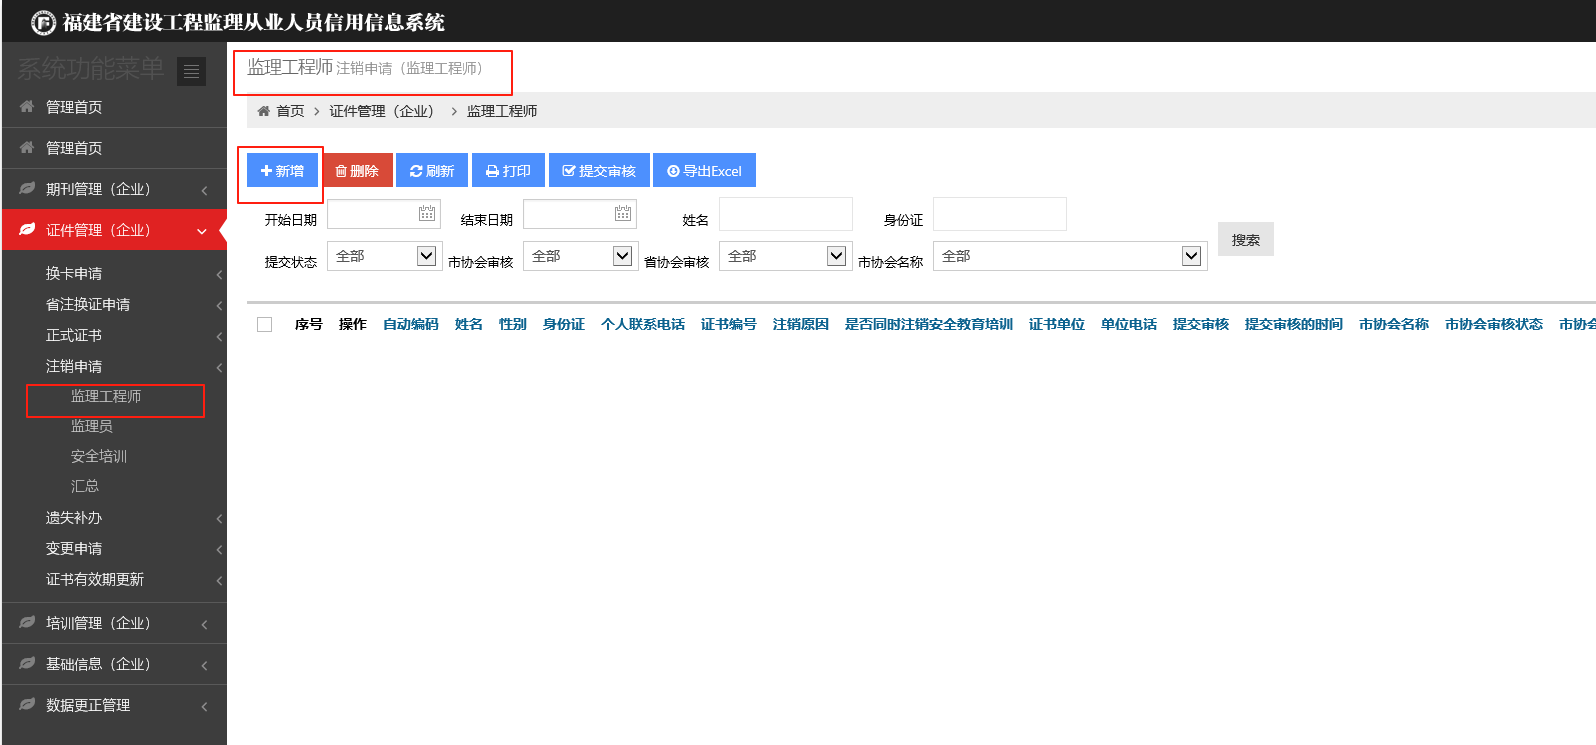 福建省建设工程监理从业人员信用信息系统
系统功能菜单
管理首页
管理首页
期刊管理（企业）
证件管理（企业）
换卡申请
省注换证申请
正式证书
注销申请
监理工程师
监理员
安全培训
汇总
遗失补办
变更申请
证书有效期更新
培训管理（企业）
基础信息（企业）
数据更正管理
监理工程师 注销申请（监理工程师）
首页 > 证件管理（企业） > 监理工程师
新增 删除 刷新 打印 提交审核 导出Excel
开始日期 结束日期 姓名 身份证
搜索
提交状态 全部 市协会审核 全部 省协会审核 全部 市协会名称 全部
序号 操作 自动编码 姓名 性别 身份证 个人联系电话 证书编号 注销原因 是否同时注销安全教育培训 证书单位 单位电话 提交审核 提交审核的时间 市协会名称 市协会审核状态 市协会